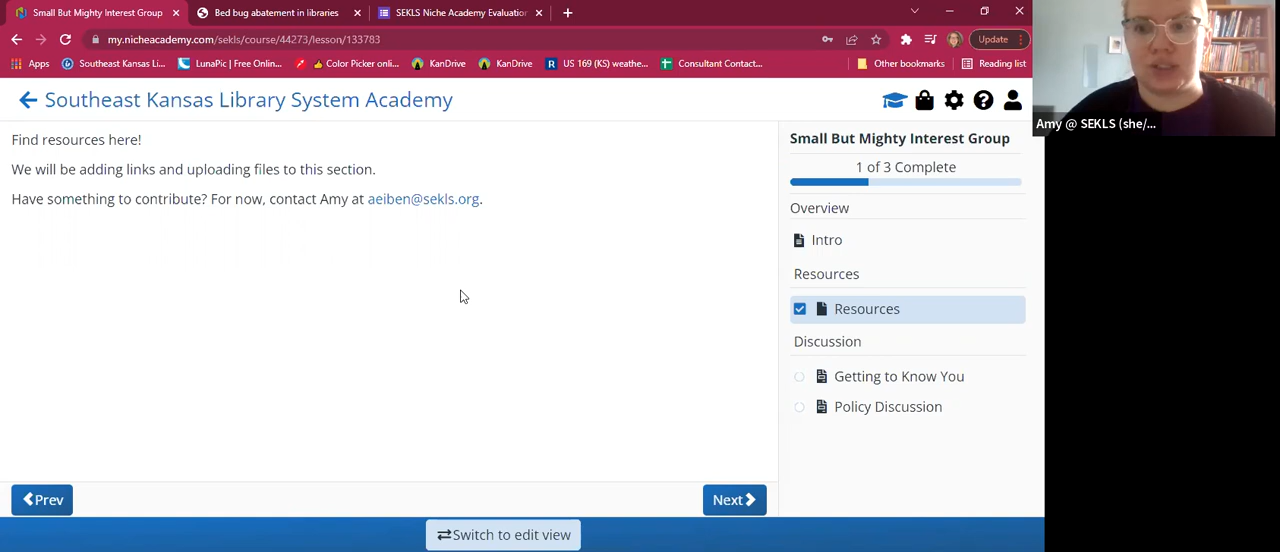 Small But Mighty Interest Group
Bed bug abatement in libraries
SEKLS Niche Academy Evaluation
my.nicheacademy.com/sekls/course/44273/lesson/133783
Update
Apps
Southeast Kansas Li...
LunaPic | Free Onlin...
Color Picker onli...
KanDrive
KanDrive
US 169 (KS) weathe...
Consultant Contact...
Other bookmarks
Reading list
Amy @ SEKLS (she/...
Southeast Kansas Library System Academy
Find resources here!
We will be adding links and uploading files to this section.
Have something to contribute? For now, contact Amy at aeiben@sekls.org.
Small But Mighty Interest Group
1 of 3 Complete
Overview
Intro
Resources
Resources
Discussion
Getting to Know You
Policy Discussion
Prev
Next
Switch to edit view